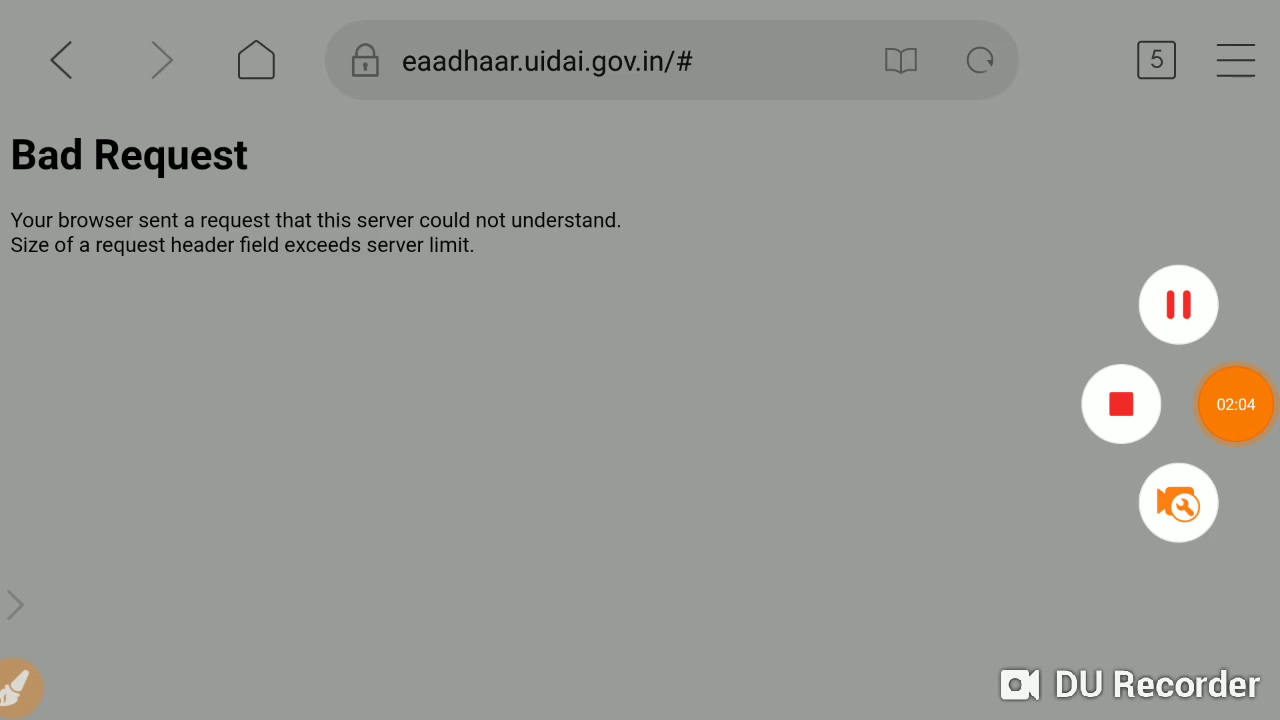 eaadhaar.uidai.gov.in/#
5
Bad Request
Your browser sent a request that this server could not understand.
Size of a request header field exceeds server limit.
02:04
DU Recorder